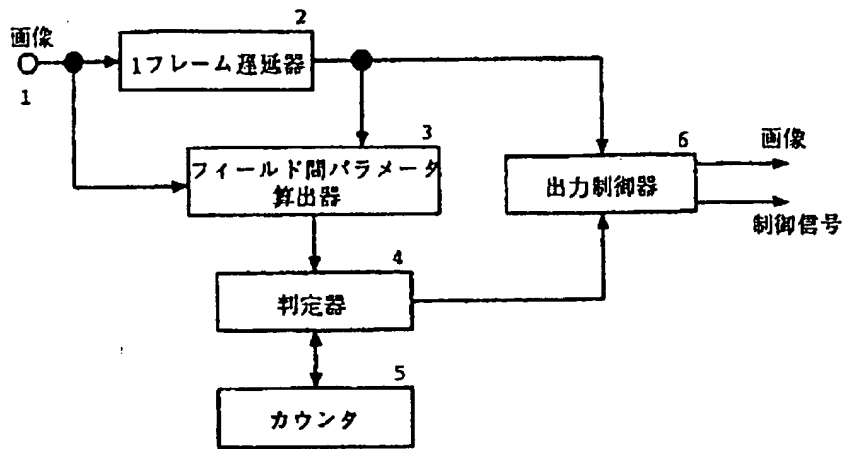 画像
1
2
1フレーム遅延器
3
フィールド間パラメータ
算出器
6
出力制御器
画像
制御信号
4
判定器
5
カウンタ